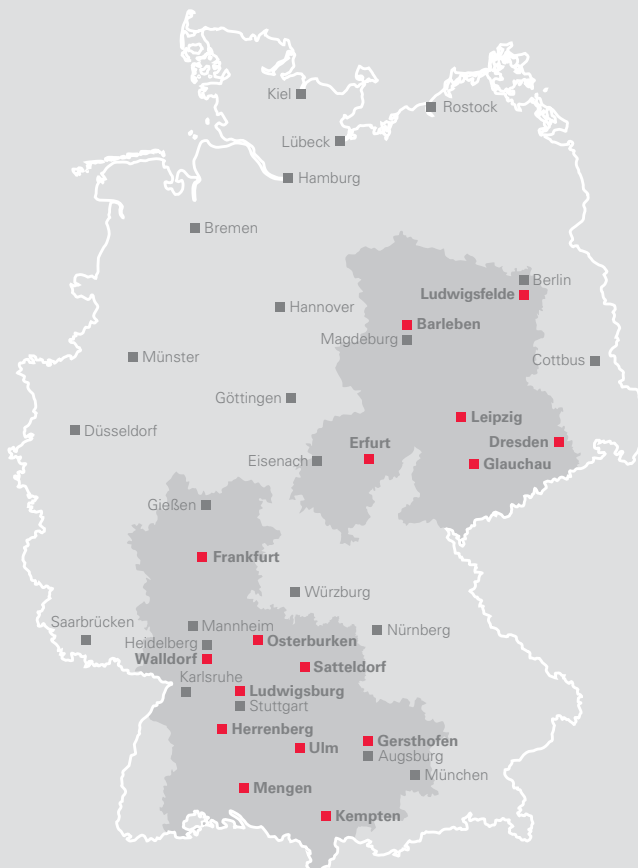 Kiel
Rostock
Lübeck
Hamburg
Bremen
Berlin
Ludwigsfelde
Hannover
Barleben
Magdeburg
Münster
Cottbus
Göttingen
Leipzig
Düsseldorf
Erfurt
Dresden
Eisenach
Glauchau
Gießen
Frankfurt
Würzburg
Saarbrücken
Mannheim
Nürnberg
Heidelberg
Osterburken
Walldorf
Satteldorf
Karlsruhe
Ludwigsburg
Stuttgart
Herrenberg
Gersthofen
Ulm
Augsburg
München
Mengen
Kempten